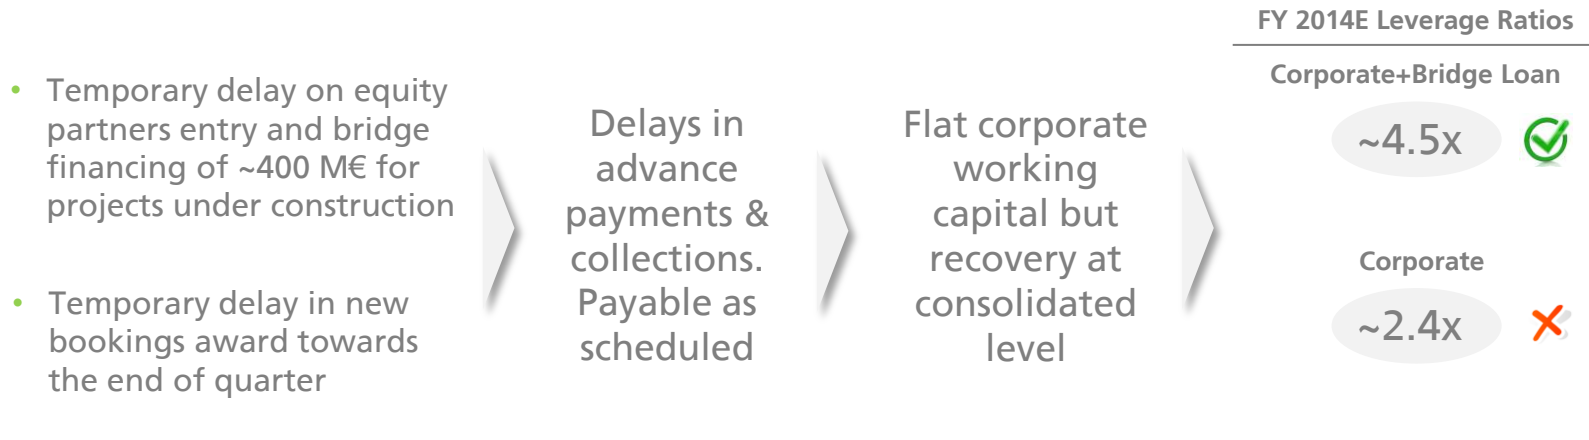 • Temporary delay on equity
partners entry and bridge
financing of ~400 M€ for
projects under construction
• Temporary delay in new
bookings award towards
the end of quarter
Delays in
advance
payments &
collections.
Payable as
scheduled
Flat corporate
working
capital but
recovery at
consolidated
level
FY 2014E Leverage Ratios
Corporate+Bridge Loan
~4.5x
Corporate
~2.4x